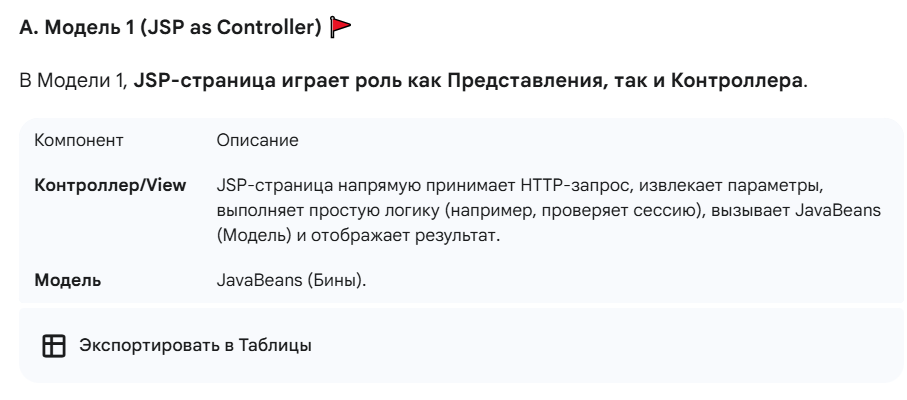 А. Модель 1 (JSP as Controller) 🚩
В Модели 1, JSP-страница играет роль как Представления, так и Контроллера.
Компонент Описание
Контроллер/View JSP-страница напрямую принимает HTTP-запрос, извлекает параметры,
выполняет простую логику (например, проверяет сессию), вызывает JavaBeans
(Модель) и отображает результат.
Модель JavaBeans (Бины).
Экспортировать в Таблицы